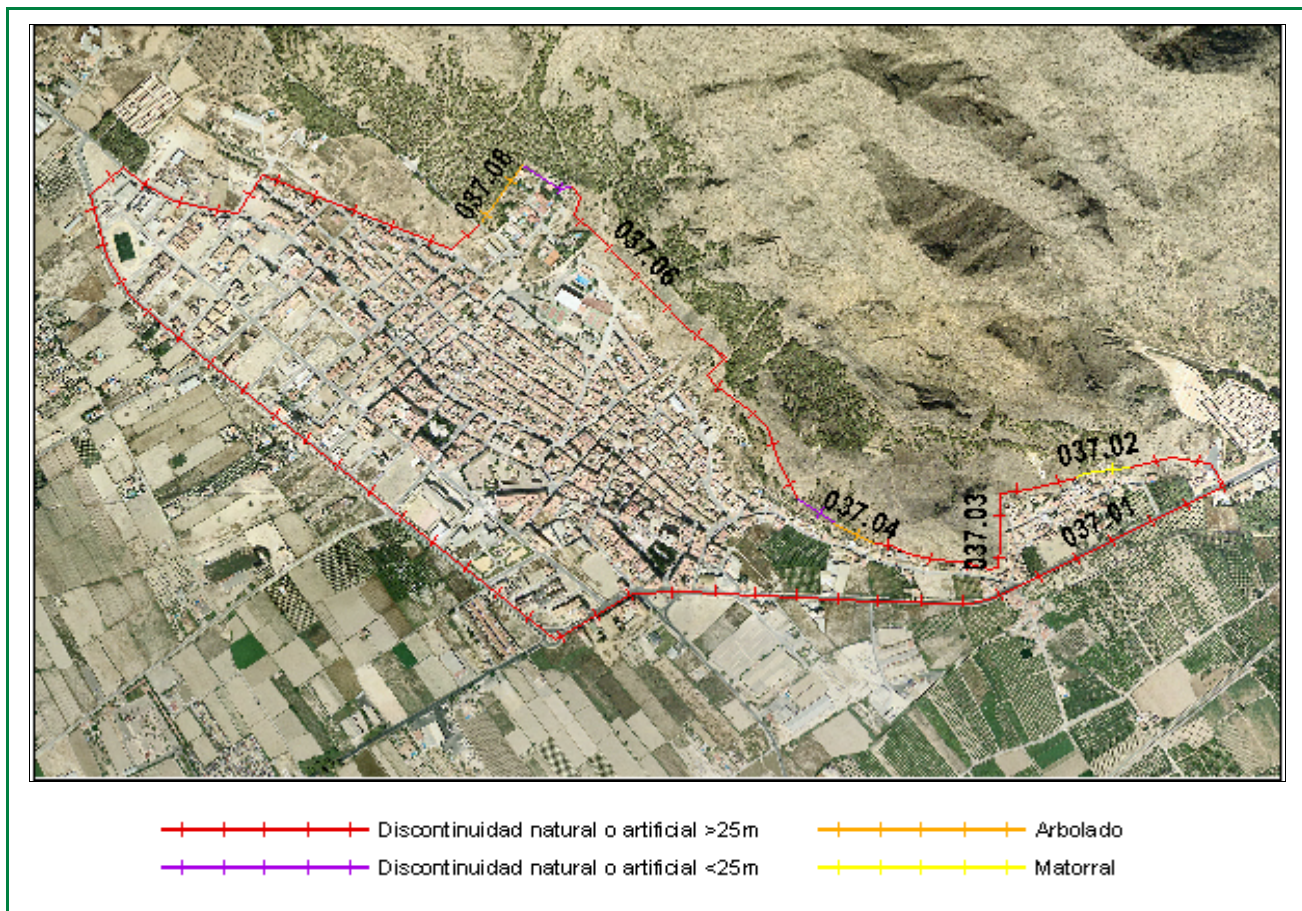 037.08
037.06
037.04
037.03
037.02
037.01
Discontinuidad natural o artificial >25m
Arbolado
Discontinuidad natural o artificial <25m
Matorral